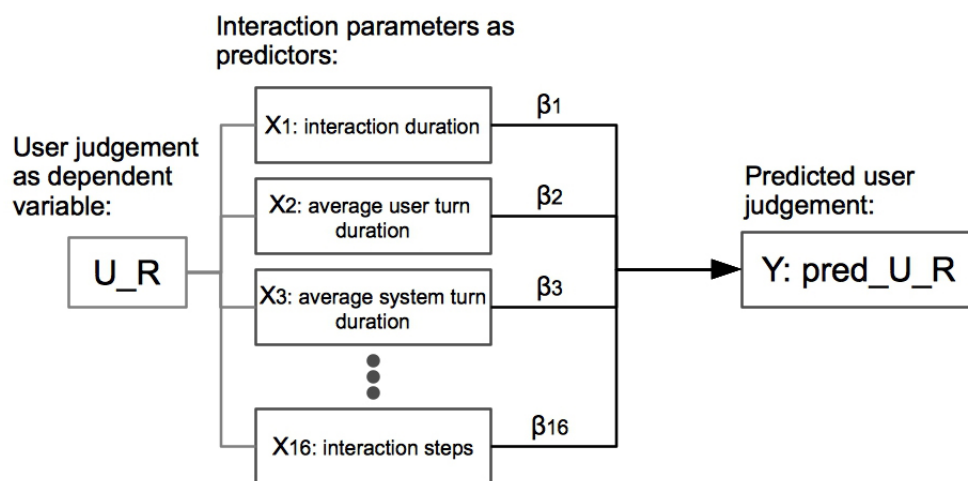 Interaction parameters as
predictors:
User judgement
as dependent
variable:
U_R
X1: interaction duration
β1
X2: average user turn
duration
β2
X3: average system turn
duration
β3
X16: interaction steps
β16
Predicted user
judgement:
Y: pred_U_R